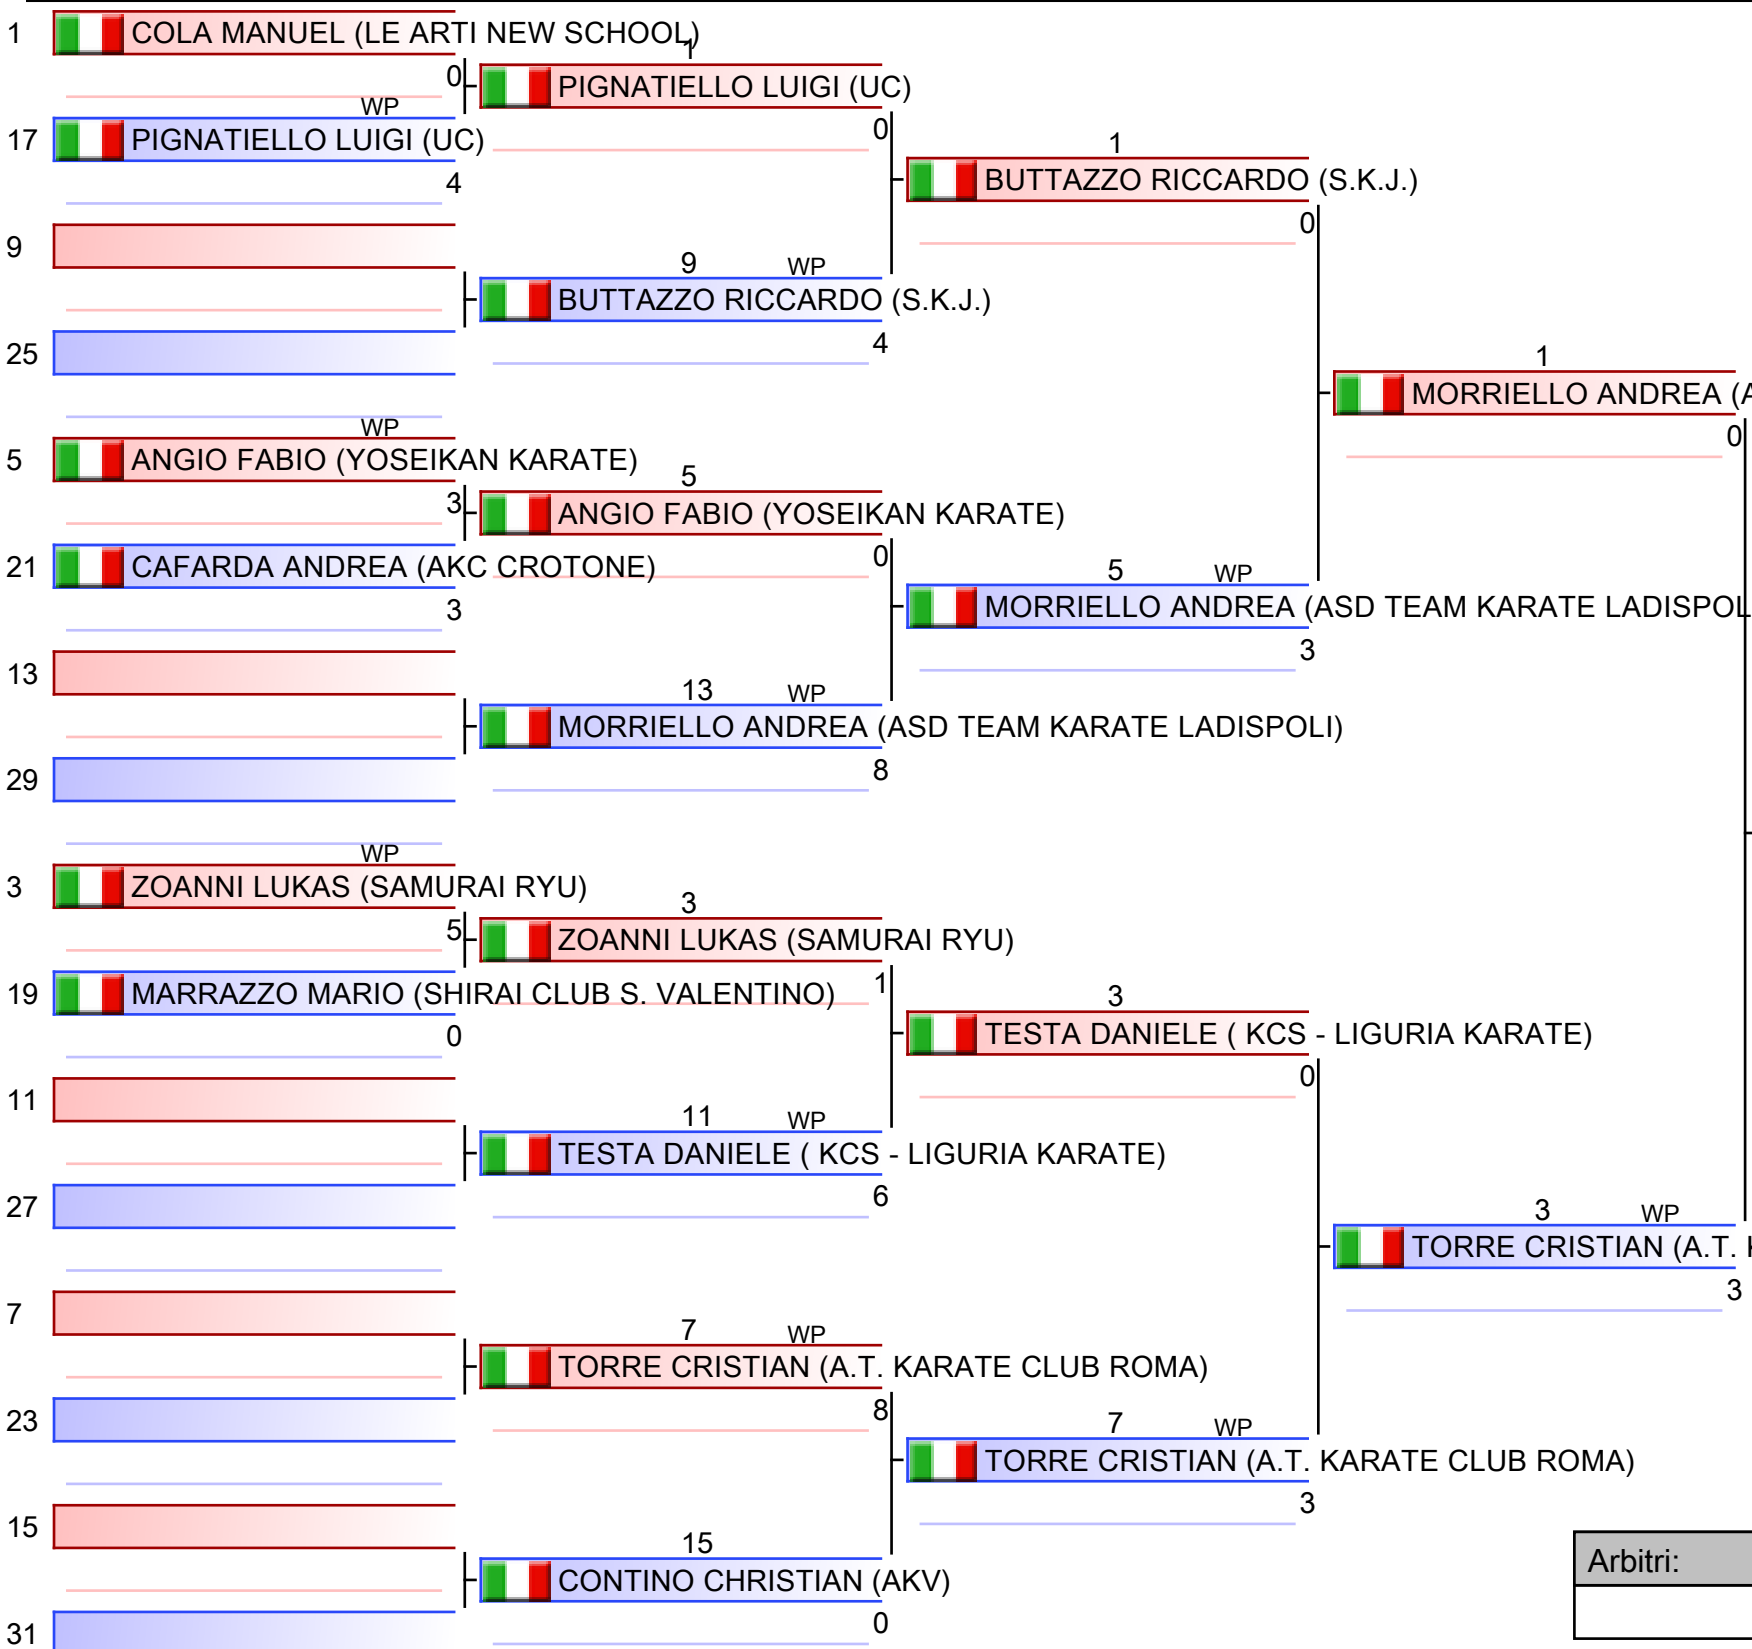 1 COLA MANUEL (LE ARTI NEW SCHOOL)
0
WP
17 PIGNATIELLO LUIGI (UC)
4
9
25
WP
5 ANGIO FABIO (YOSEIKAN KARATE)
3
21 CAFARDA ANDREA (AKC CROTONE)
3
13
29
WP
3 ZOANNI LUKAS (SAMURAI RYU)
5
19 MARRAZZO MARIO (SHIRAI CLUB S. VALENTINO)
0
11
27
7
23
15
31
1
PIGNATIELLO LUIGI (UC)
0
9 WP
BUTTAZZO RICCARDO (S.K.J.)
4
5
ANGIO FABIO (YOSEIKAN KARATE)
0
13 WP
MORRIELLO ANDREA (ASD TEAM KARATE LADISPOLI)
8
3
ZOANNI LUKAS (SAMURAI RYU)
1
11 WP
TESTA DANIELE ( KCS - LIGURIA KARATE)
6
7 WP
TORRE CRISTIAN (A.T. KARATE CLUB ROMA)
8
15
CONTINO CHRISTIAN (AKV)
0
1
BUTTAZZO RICCARDO (S.K.J.)
0
5 WP
MORRIELLO ANDREA (ASD TEAM KARATE LADISPOL
3
3
TESTA DANIELE ( KCS - LIGURIA KARATE)
0
7 WP
TORRE CRISTIAN (A.T. KARATE CLUB ROMA)
3
1
MORRIELLO ANDREA (A
0
3 WP
TORRE CRISTIAN (A.T.
3
Arbitri: